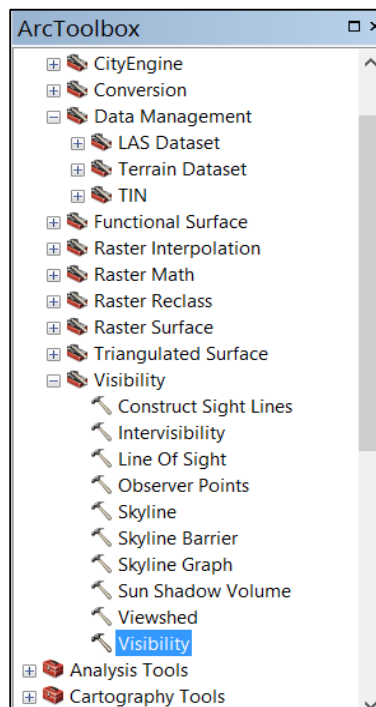 ArcToolbox
CityEngine
Conversion
Data Management
LAS Dataset
Terrain Dataset
TIN
Functional Surface
Raster Interpolation
Raster Math
Raster Reclass
Raster Surface
Triangulated Surface
Visibility
Construct Sight Lines
Intervisibility
Line Of Sight
Observer Points
Skyline
Skyline Barrier
Skyline Graph
Sun Shadow Volume
Viewshed
Visibility
Analysis Tools
Cartography Tools